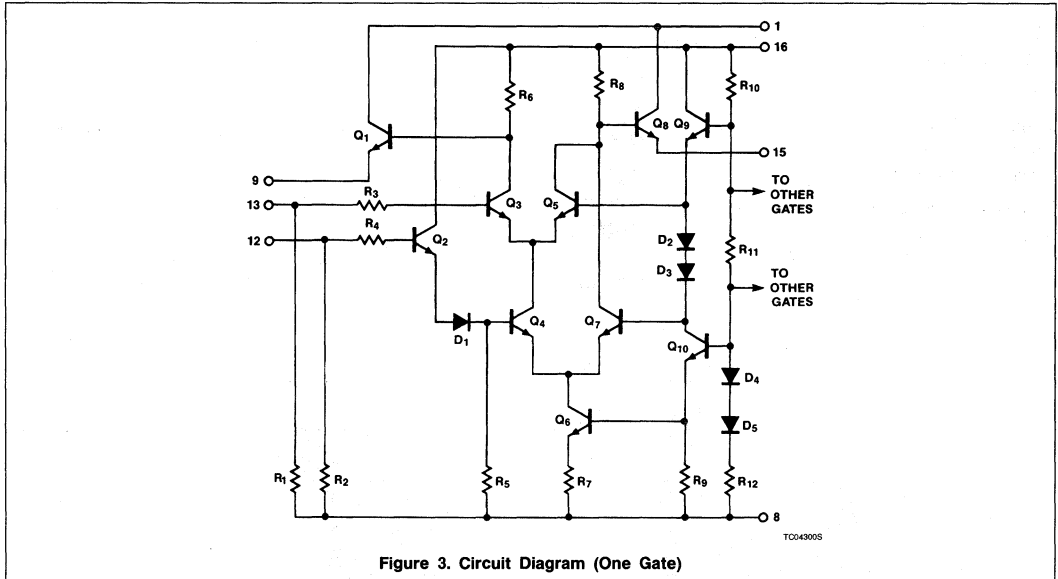 1
16
R6
R8
R10
Q1
Q8
Q9
15
9
TO
OTHER
GATES
13
R3
Q3
Q5
12
R4
Q2
D2
R11
D3
TO
OTHER
GATES
D1
Q4
Q7
Q10
D4
Q6
D5
R1
R2
R5
R7
R9
R12
8
TC04300S
Figure 3. Circuit Diagram (One Gate)